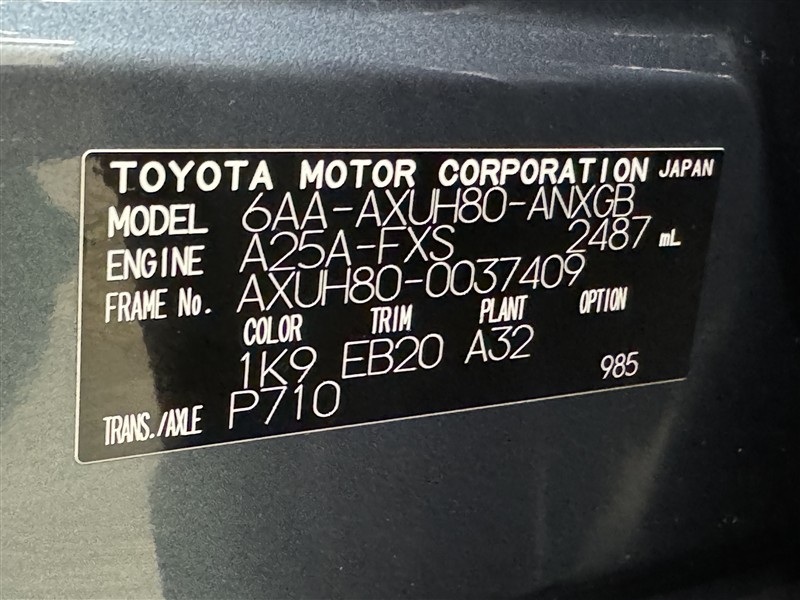 TOYOTA MOTOR CORPORATION JAPAN
MODEL 6AA-AXUH80-ANXGB
ENGINE A25A-FXS 2487 mL
FRAME No. AXUH80-0037409
COLOR TRIM PLANT OPTION
1K9 EB20 A32
TRANS./AXLE P710 985